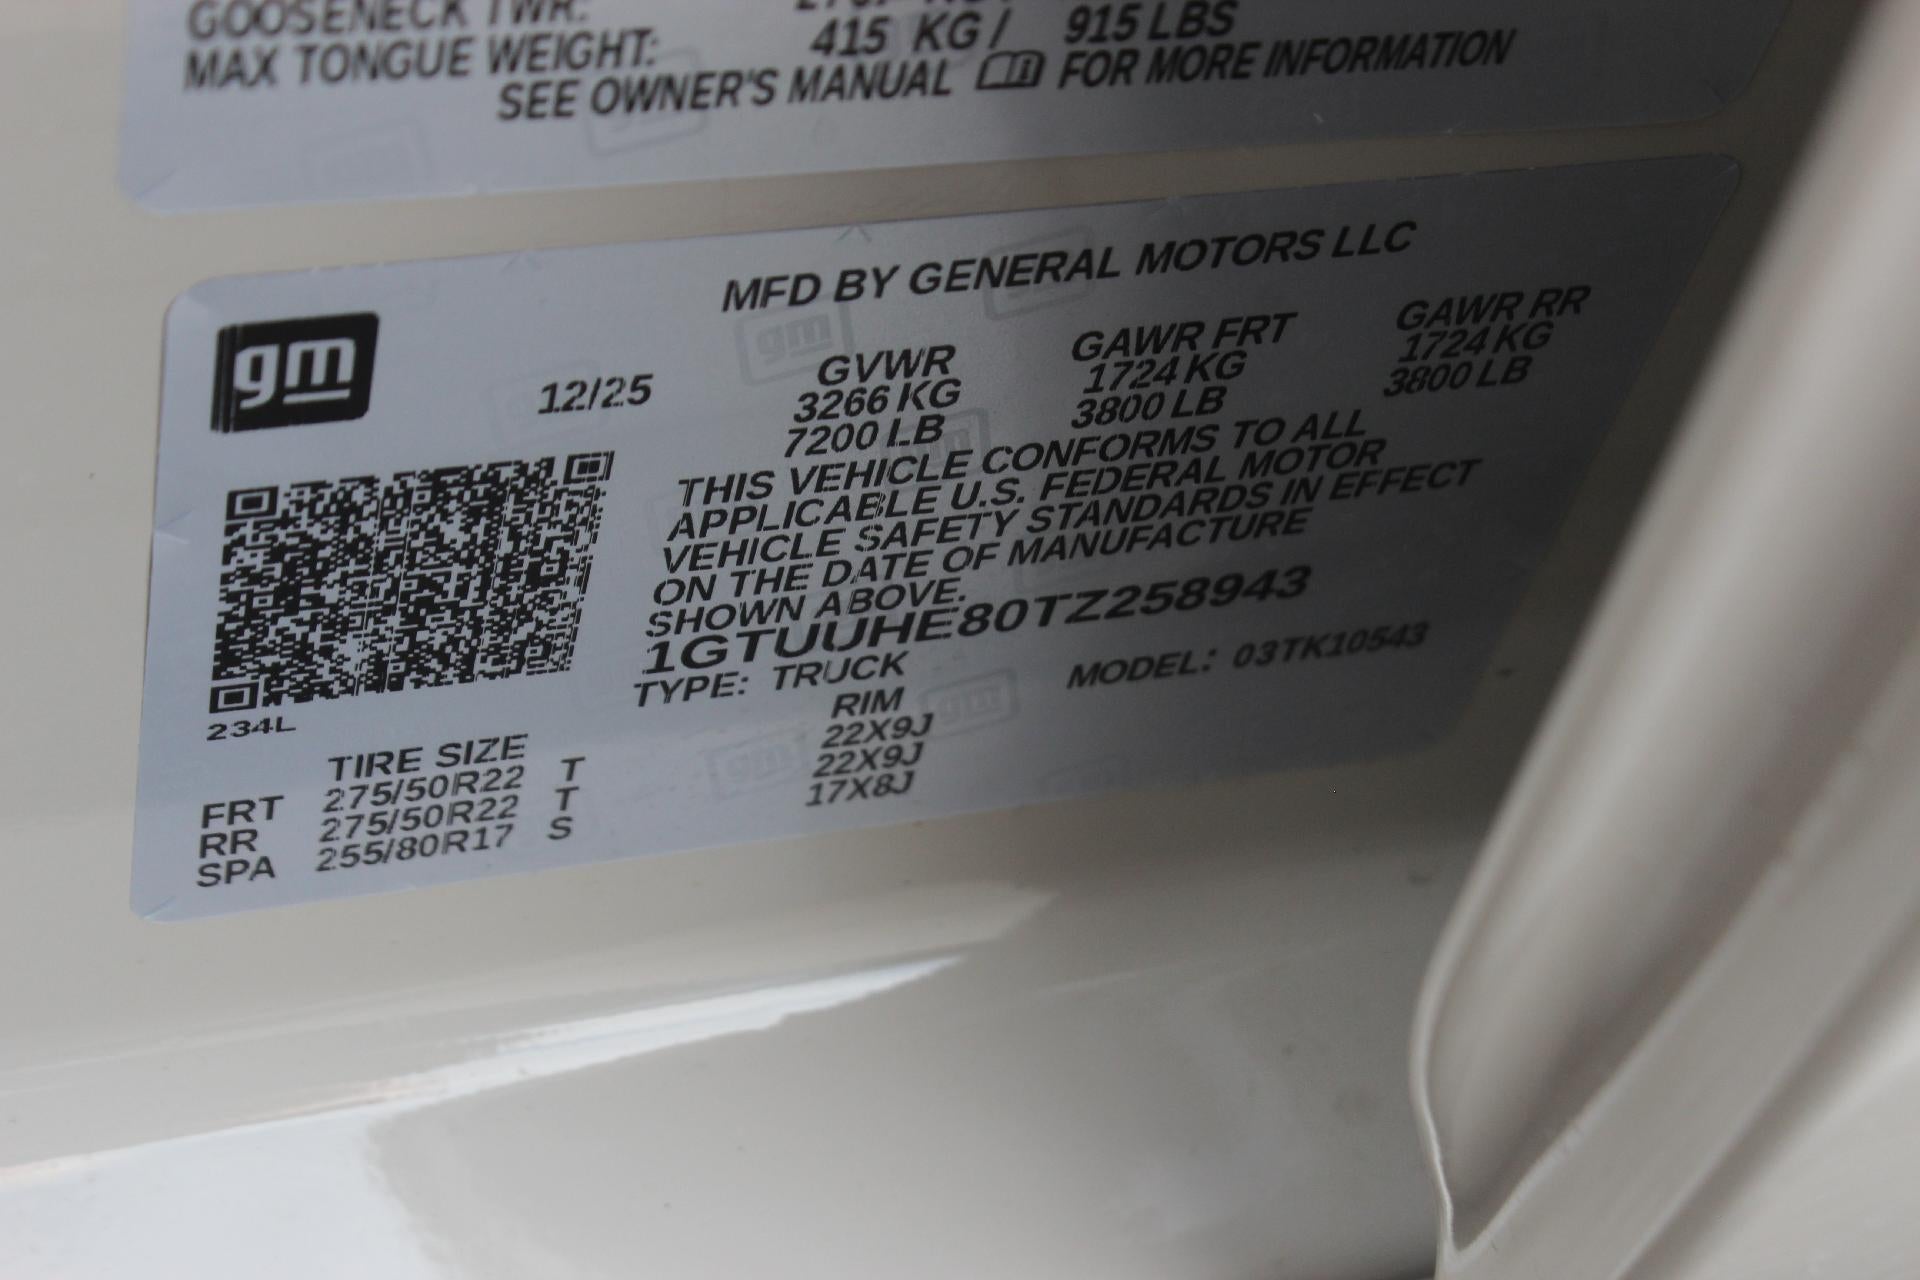 GOOSENECK TWR:
MAX TONGUE WEIGHT: 415 KG / 915 LBS
SEE OWNER'S MANUAL FOR MORE INFORMATION
MFD BY GENERAL MOTORS LLC
gm
12/25
GVWR GAWR FRT GAWR RR
3266 KG 1724 KG 1724 KG
7200 LB 3800 LB 3800 LB
THIS VEHICLE CONFORMS TO ALL
APPLICABLE U.S. FEDERAL MOTOR
VEHICLE SAFETY STANDARDS IN EFFECT
ON THE DATE OF MANUFACTURE
SHOWN ABOVE.
1GTUUHE80TZ258943
TYPE: TRUCK MODEL: 03TK10543
234L
TIRE SIZE RIM
FRT 275/50R22 T 22X9J
RR 275/50R22 T 22X9J
SPA 255/80R17 S 17X8J